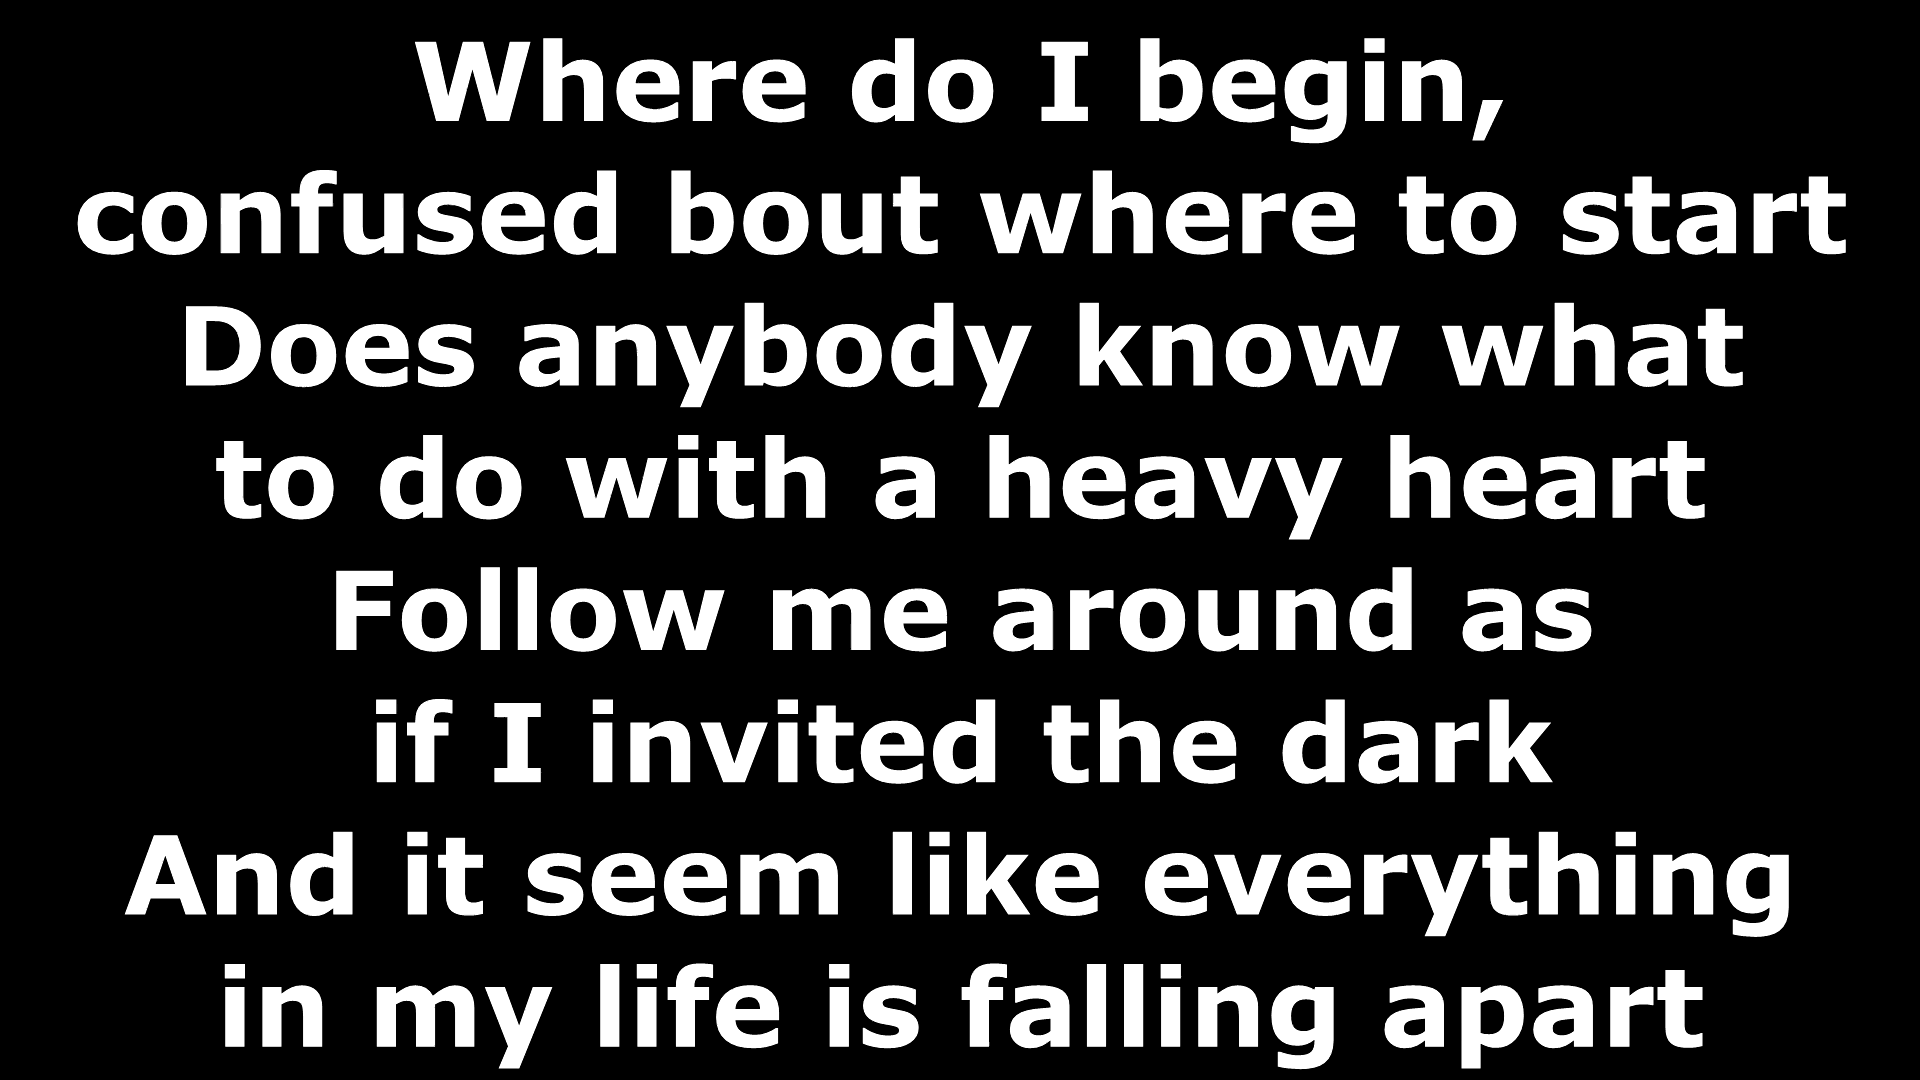 Where do I begin,
confused bout where to start
Does anybody know what
to do with a heavy heart
Follow me around as
if I invited the dark
And it seem like everything
in my life is falling apart